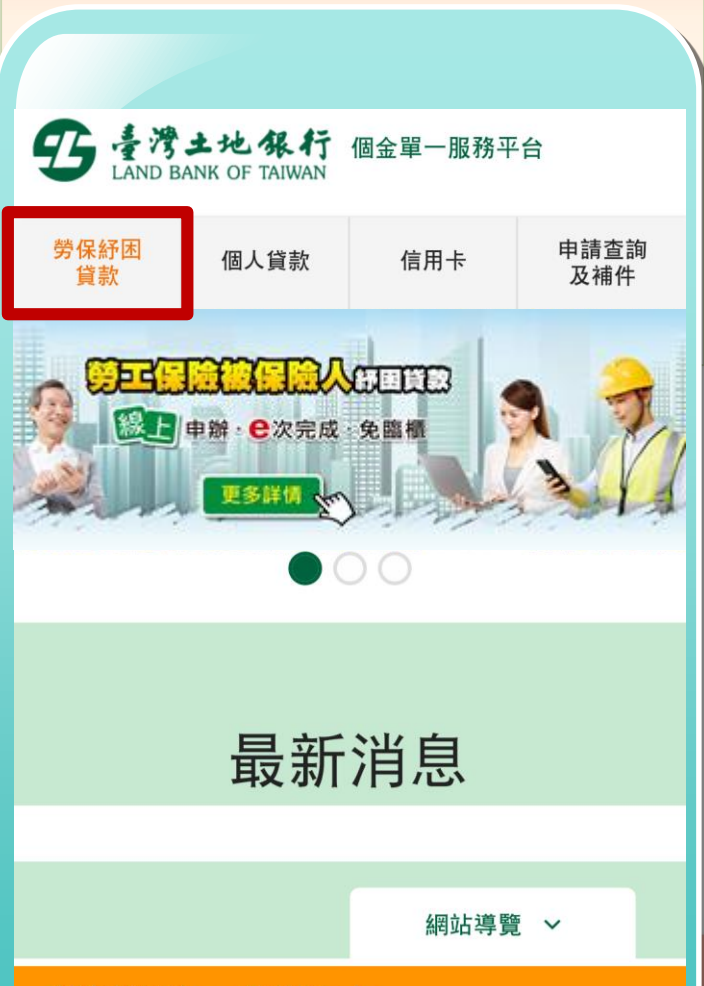 臺灣土地銀行 個金單一服務平台
LAND BANK OF TAIWAN
勞保紓困
貸款
個人貸款
信用卡
申請查詢
及補件
勞工保險被保險人紓困貸款
線上申辦·e次完成·免臨櫃
更多詳情
最新消息
網站導覽